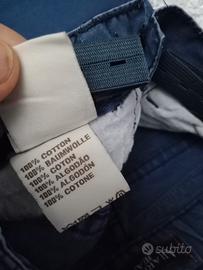 100% COTTON
100% BAUMWOLLE
100% COTON
100% ALGODÃO
100% ALGODÓN
100% COTONE
subito